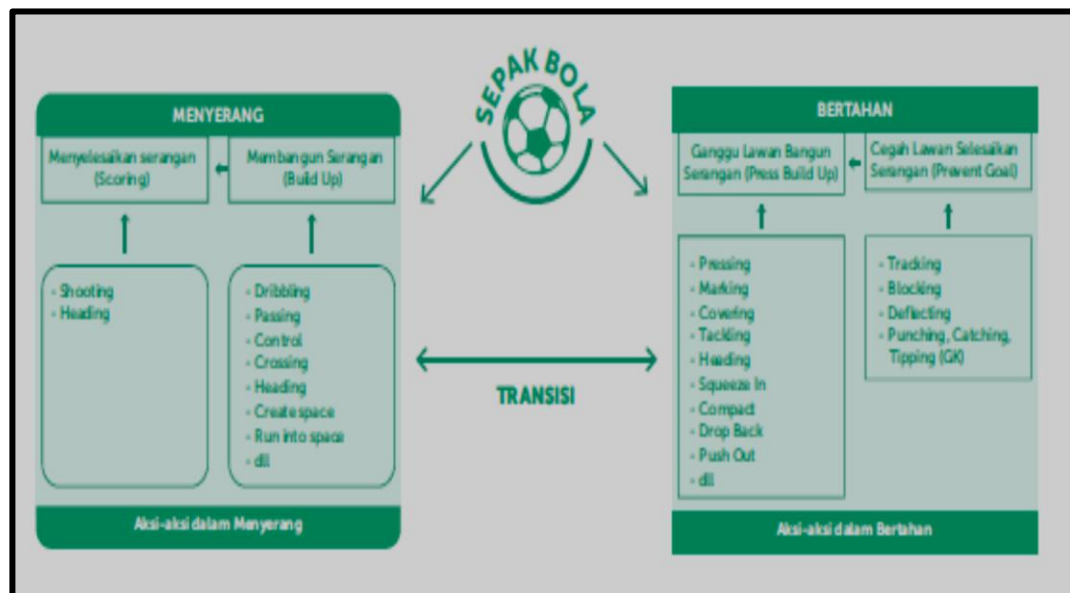 SEPAK BOLA
MENYERANG
Menyelesaikan serangan
(Scoring)
Membangun Serangan
(Build Up)
- Shooting
- Heading
- Dribbling
- Passing
- Control
- Crossing
- Heading
- Create space
- Run into space
- dll
Aksi-aksi dalam Menyerang
TRANSISI
BERTAHAN
Ganggu Lawan Bangun
Serangan (Press Build Up)
Cegah Lawan Selesaikan
Serangan (Prevent Goal)
- Pressing
- Marking
- Covering
- Tackling
- Heading
- Squeeze In
- Compact
- Drop Back
- Push Out
- dll
- Tracking
- Blocking
- Deflecting
- Punching, Catching,
Tipping (GK)
Aksi-aksi dalam Bertahan